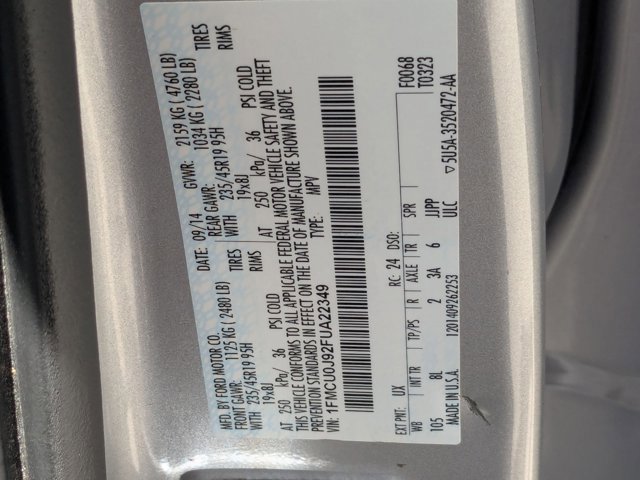 MFD. BY FORD MOTOR CO.
DATE: 09/14 GVWR: 2159 KG ( 4760 LB)
FRONT GAWR: 1125 KG ( 2480 LB) REAR GAWR: 1034 KG ( 2280 LB)
WITH 235/45R19 95H TIRES WITH 235/45R19 95H TIRES
19x8J RIMS 19x8J RIMS
AT 250 kPa/ 36 PSI COLD AT 250 kPa/ 36 PSI COLD
THIS VEHICLE CONFORMS TO ALL APPLICABLE FEDERAL MOTOR VEHICLE SAFETY AND THEFT
PREVENTION STANDARDS IN EFFECT ON THE DATE OF MANUFACTURE SHOWN ABOVE.
VIN: 1FMCU0J92FUA22349 TYPE: MPV
F0068
T0323
EXT PNT: UX RC: 24 DSO:
WB INT TR TP/PS R AXLE TR SPR
105 8L 2 3A 6 JJPP
ULC
MADE IN U.S.A. 1201409262253 ▽5U5A-3520472-AA